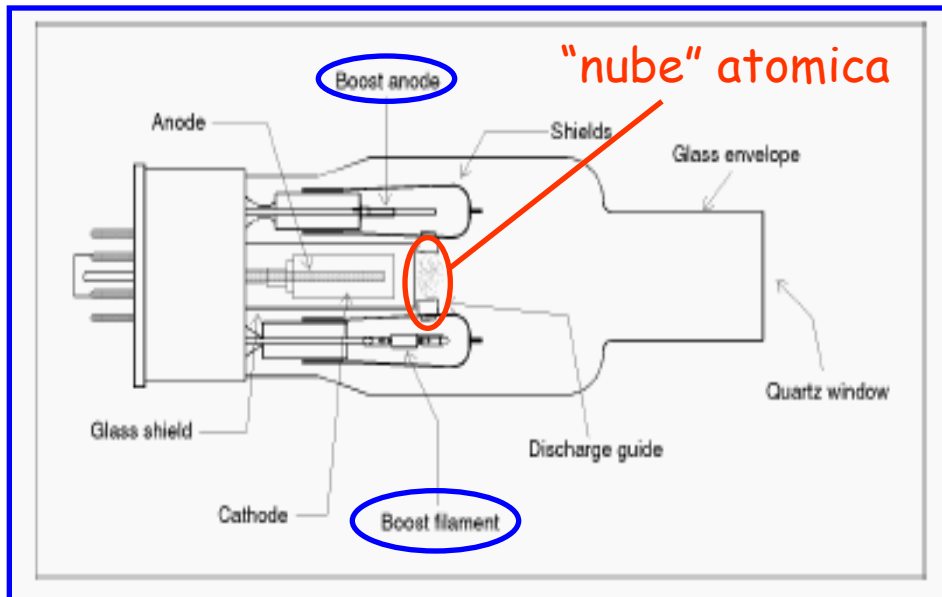 “nube” atomica
Boost anode
Anode
Shields
Glass envelope
Quartz window
Glass shield
Discharge guide
Cathode
Boost filament